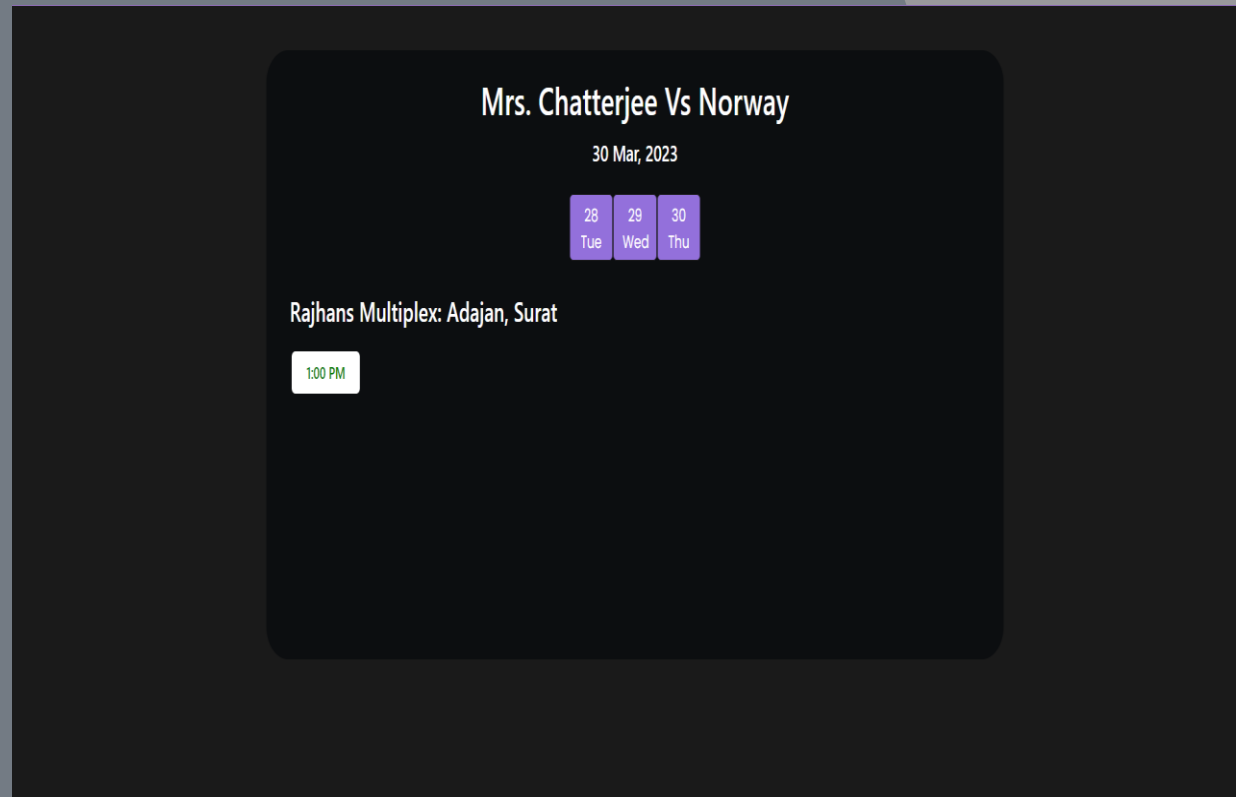 Mrs. Chatterjee Vs Norway
30 Mar, 2023
28 29 30
Tue Wed Thu
Rajhans Multiplex: Adajan, Surat
1:00 PM